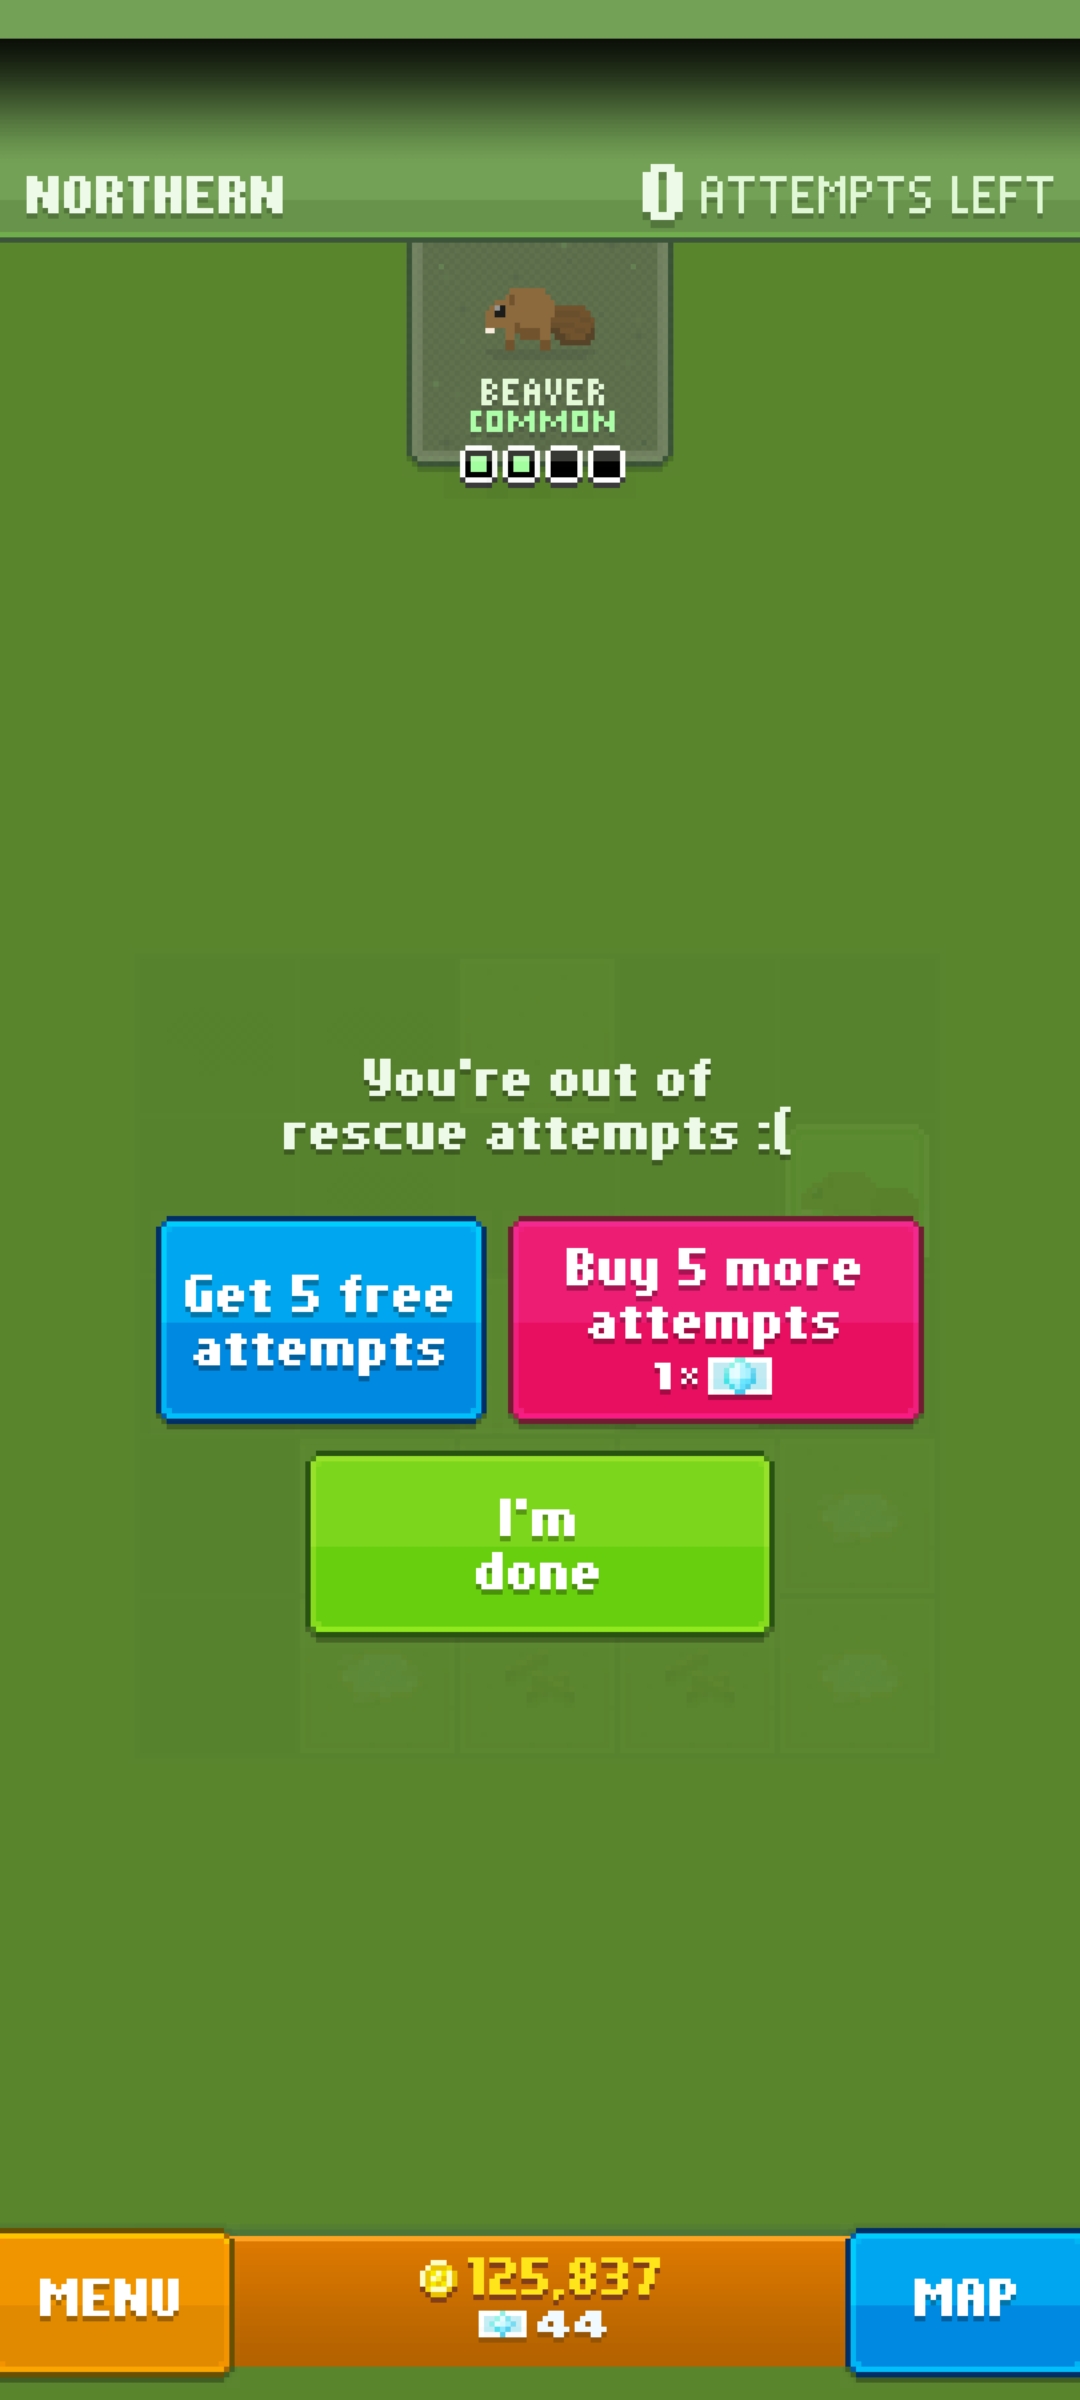 NORTHERN
0 ATTEMPTS LEFT
BEAVER
COMMON
You're out of
rescue attempts :(
Get 5 free
attempts
Buy 5 more
attempts
1×
I'm
done
MENU
125,837
44
MAP